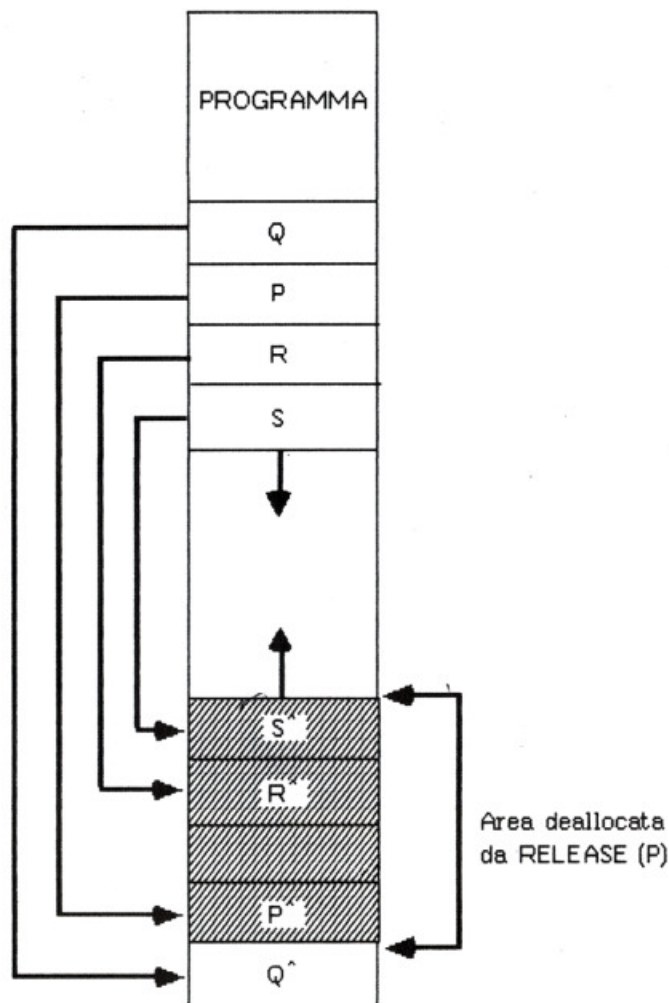 PROGRAMMA
Q
P
R
S
S^
R^
P^
Q^
Area deallocata
da RELEASE (P)